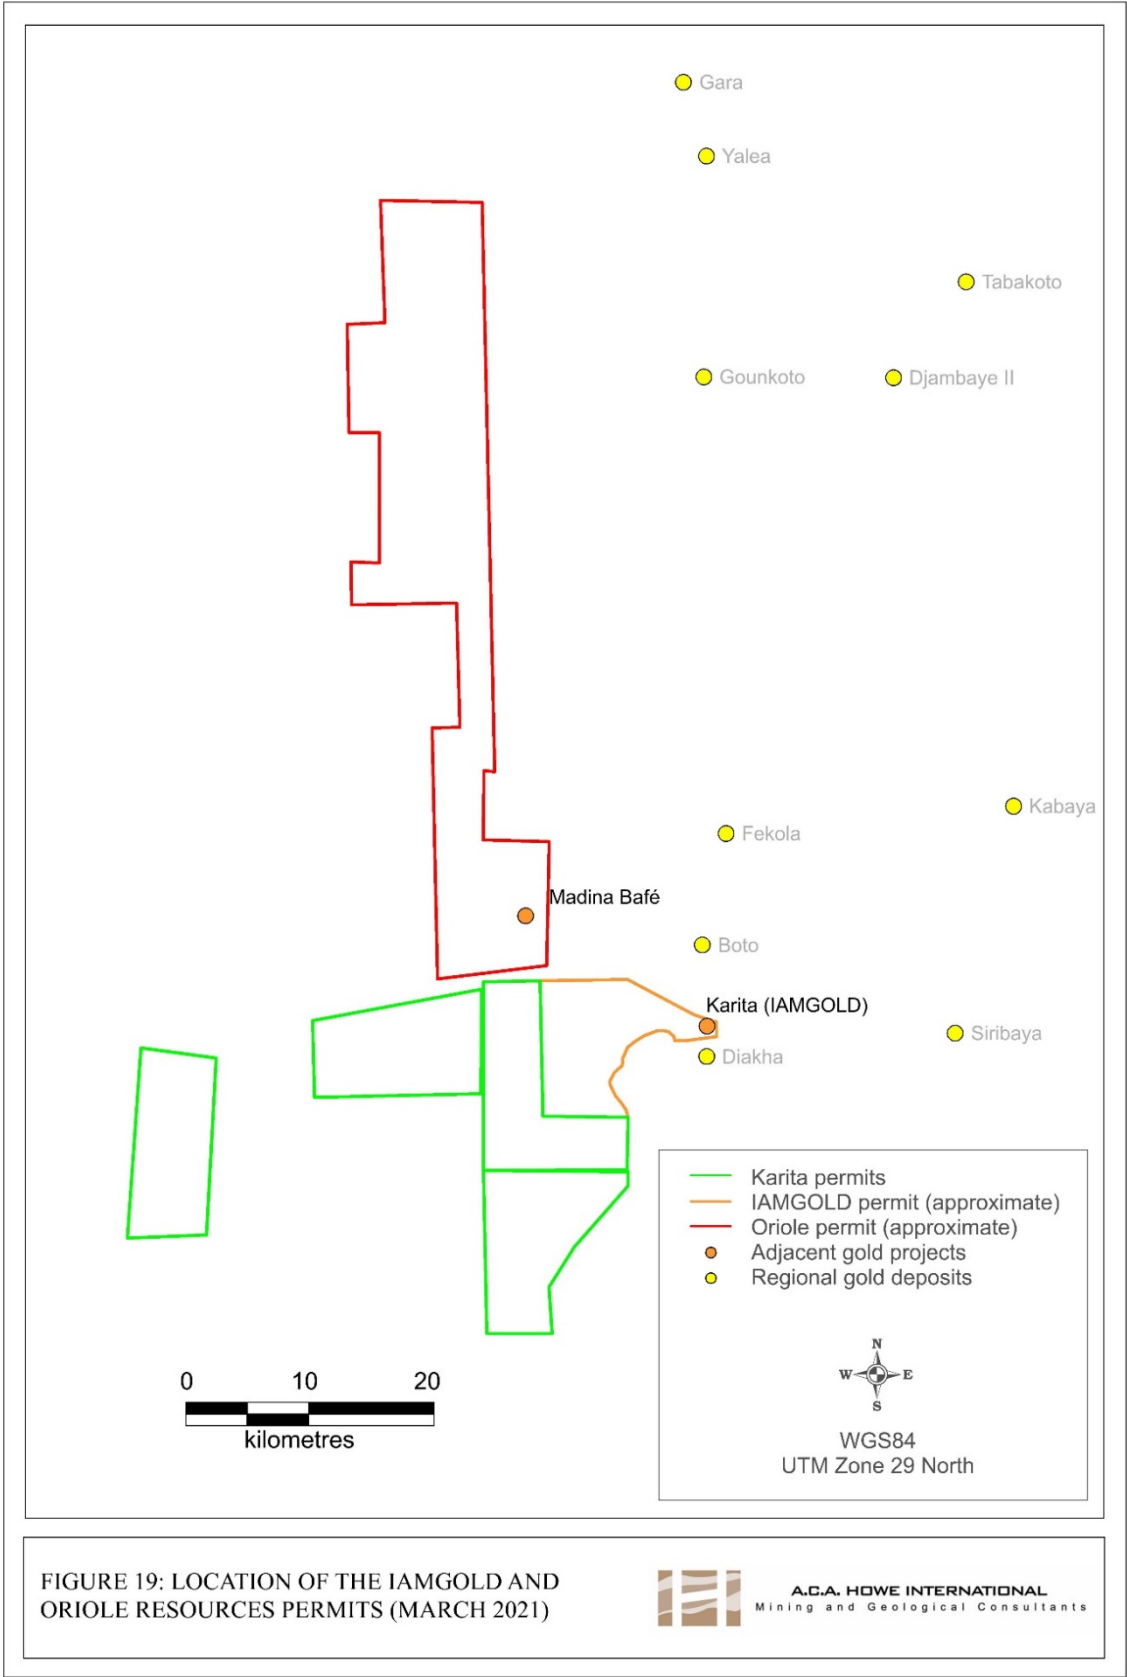 Gara
Yalea
Tabakoto
Gounkoto
Djambaye II
Kabaya
Fekola
Madina Bafé
Boto
Karita (IAMGOLD)
Siribaya
Diakha
Karita permits
IAMGOLD permit (approximate)
Oriole permit (approximate)
Adjacent gold projects
Regional gold deposits
N
W E
S
WGS84
UTM Zone 29 North
0 10 20
kilometres
FIGURE 19: LOCATION OF THE IAMGOLD AND
ORIOLE RESOURCES PERMITS (MARCH 2021)
A.C.A. HOWE INTERNATIONAL
Mining and Geological Consultants